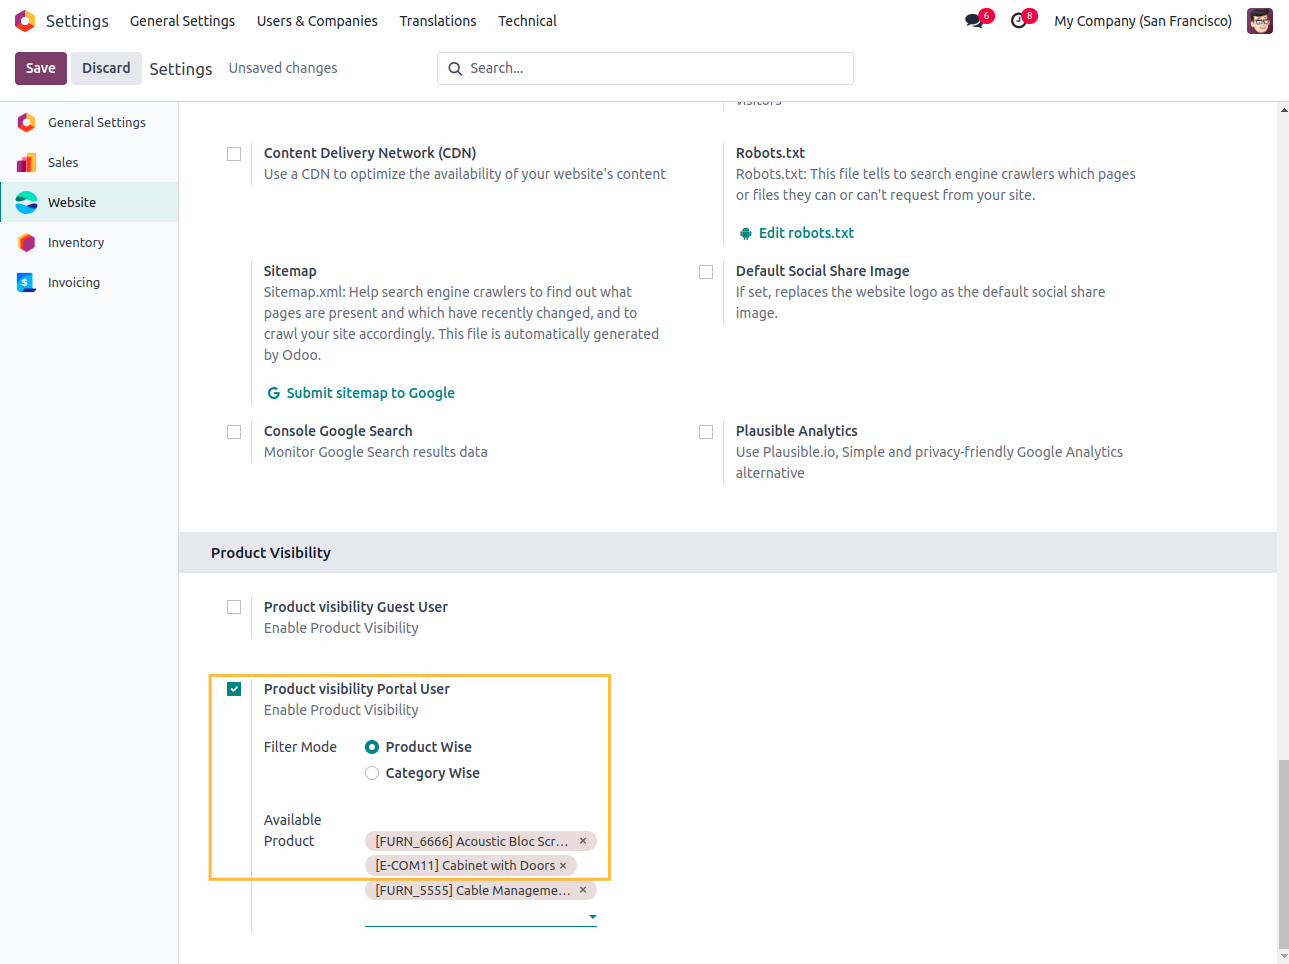 Settings General Settings Users & Companies Translations Technical 6 8 My Company (San Francisco)
Save Discard Settings Unsaved changes Search...
General Settings
Sales
Website
Inventory
Invoicing
visitors
Content Delivery Network (CDN)
Use a CDN to optimize the availability of your website's content
Robots.txt
Robots.txt: This file tells to search engine crawlers which pages
or files they can or can't request from your site.
Edit robots.txt
Sitemap
Sitemap.xml: Help search engine crawlers to find out what
pages are present and which have recently changed, and to
crawl your site accordingly. This file is automatically generated
by Odoo.
Submit sitemap to Google
Default Social Share Image
If set, replaces the website logo as the default social share
image.
Console Google Search
Monitor Google Search results data
Plausible Analytics
Use Plausible.io, Simple and privacy-friendly Google Analytics
alternative
Product Visibility
Product visibility Guest User
Enable Product Visibility
Product visibility Portal User
Enable Product Visibility
Filter Mode Product Wise
Category Wise
Available
Product [FURN_6666] Acoustic Bloc Scr... ×
[E-COM11] Cabinet with Doors ×
[FURN_5555] Cable Manageme... ×